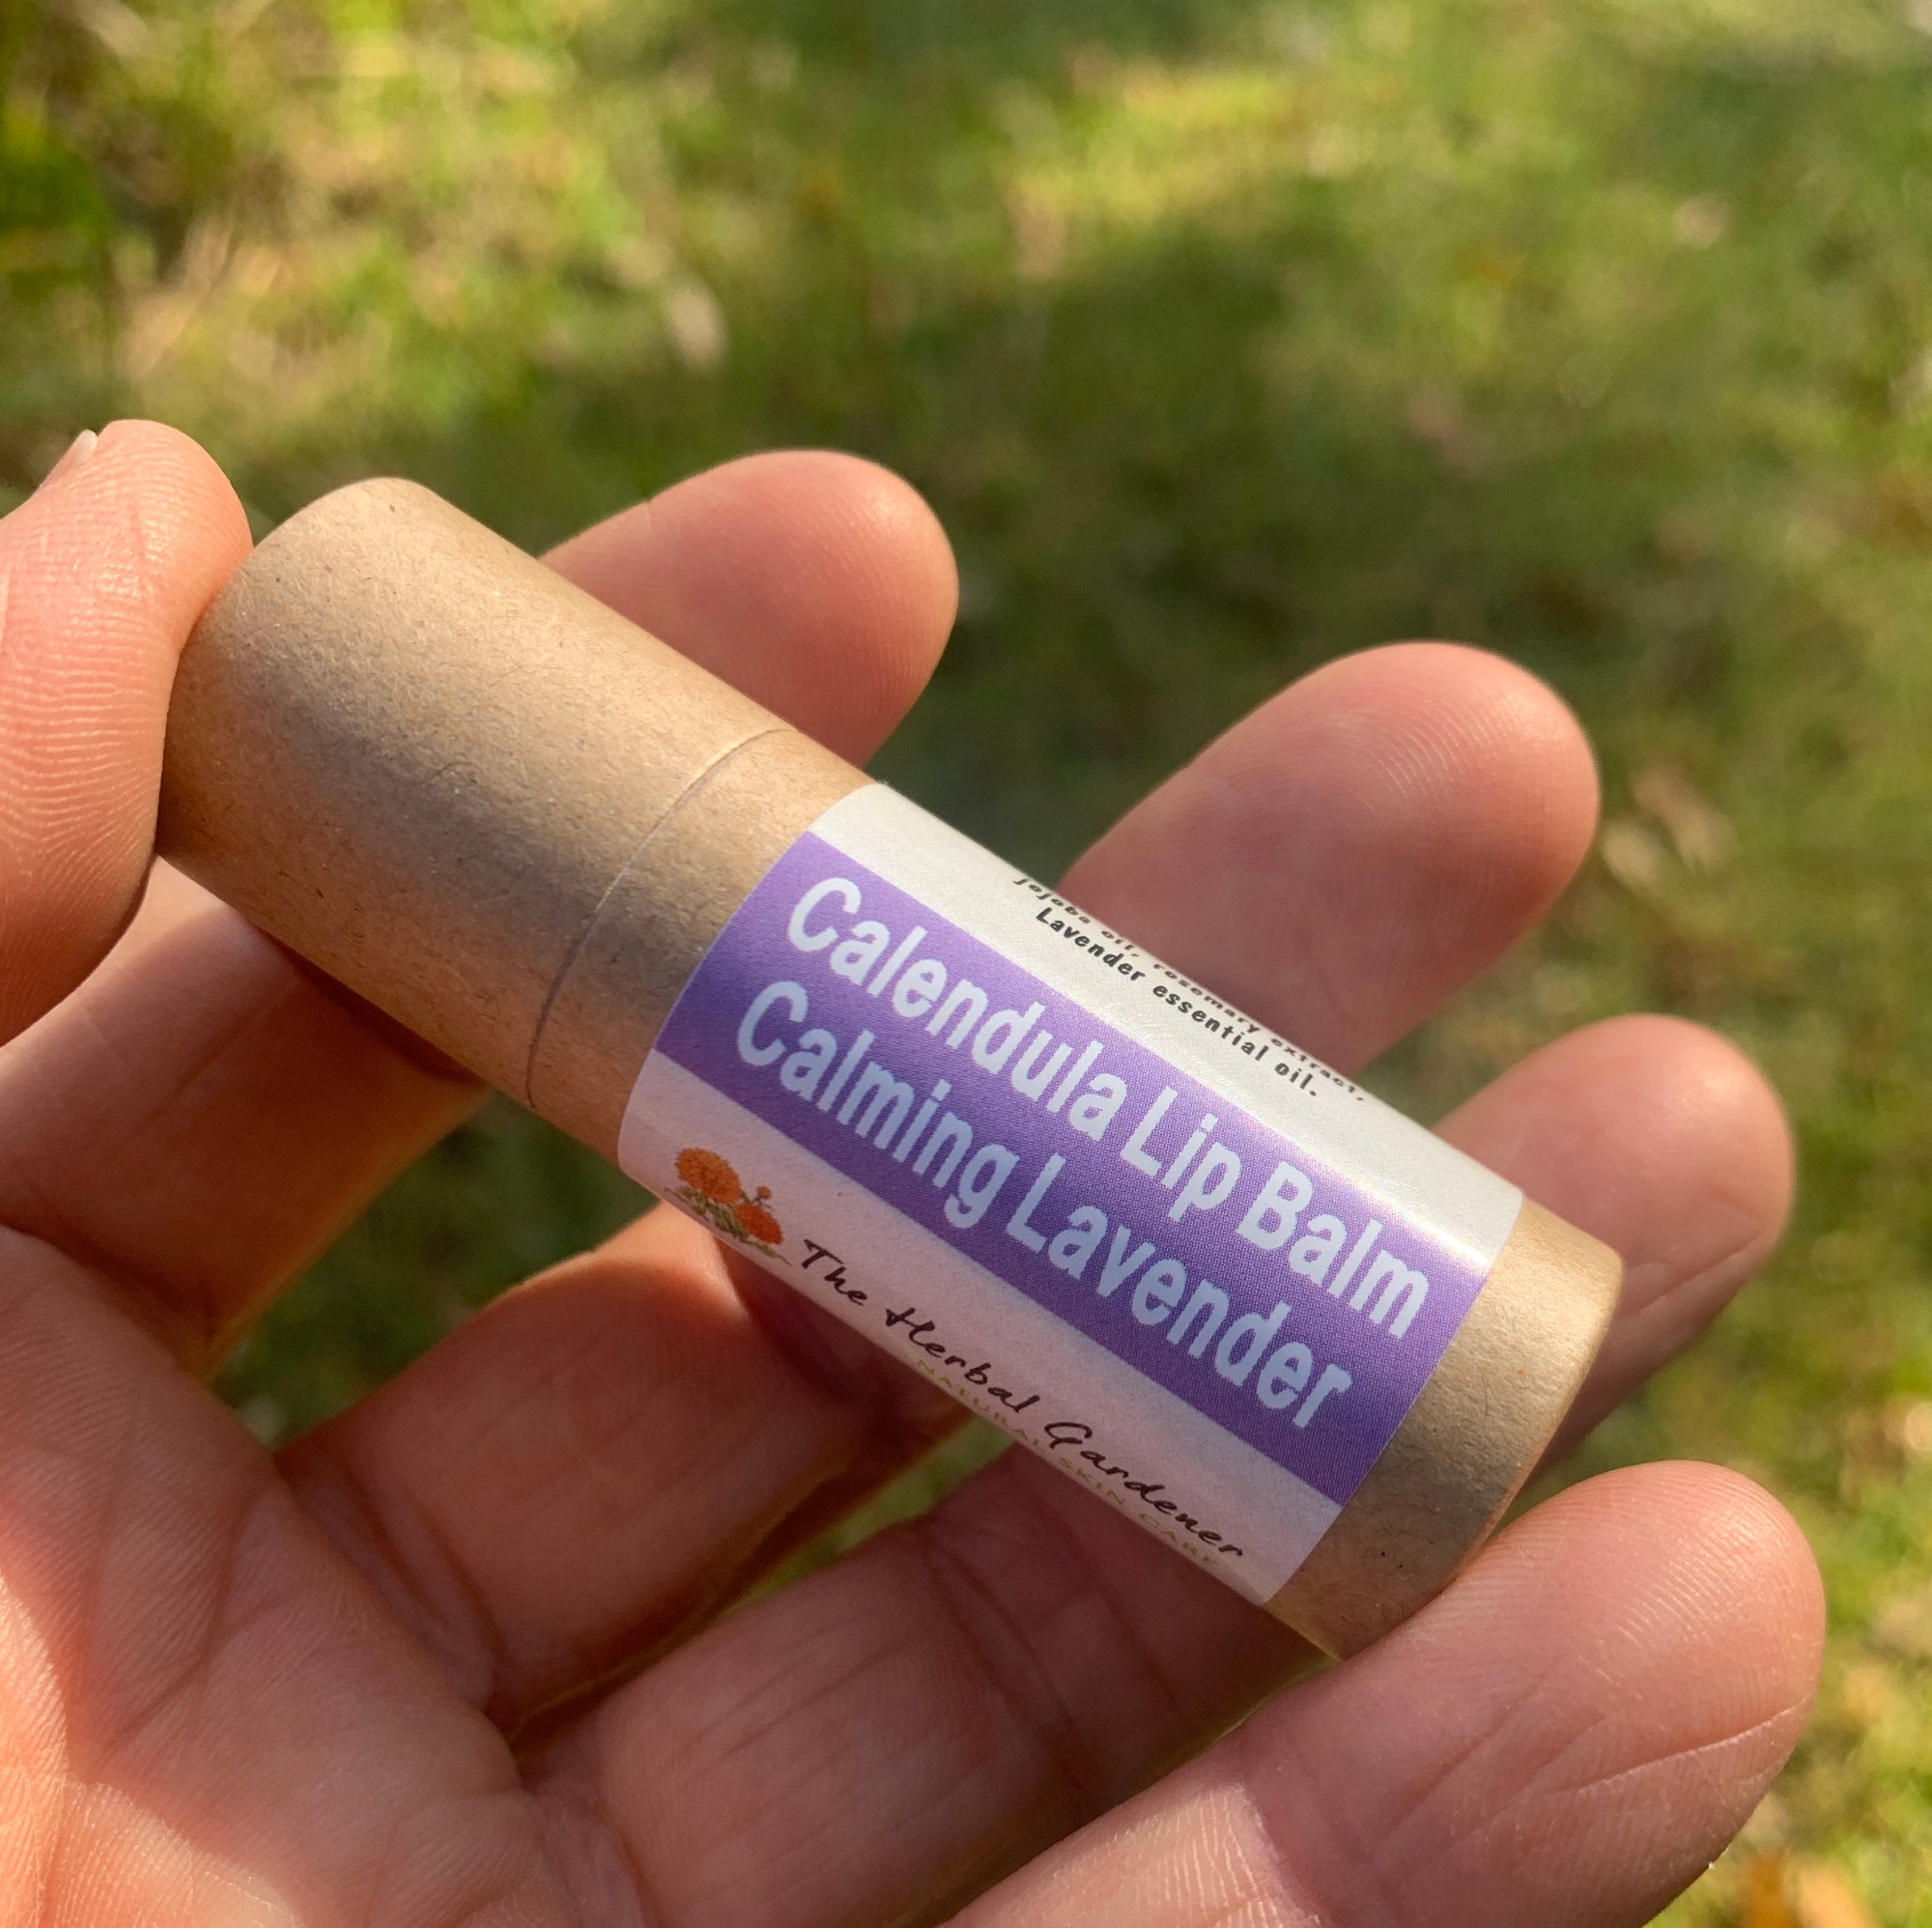 jojoba oil, rosemary extract,
Lavender essential oil.
Calendula Lip Balm
Calming Lavender
The Herbal Gardener
NATURAL SKIN CARE